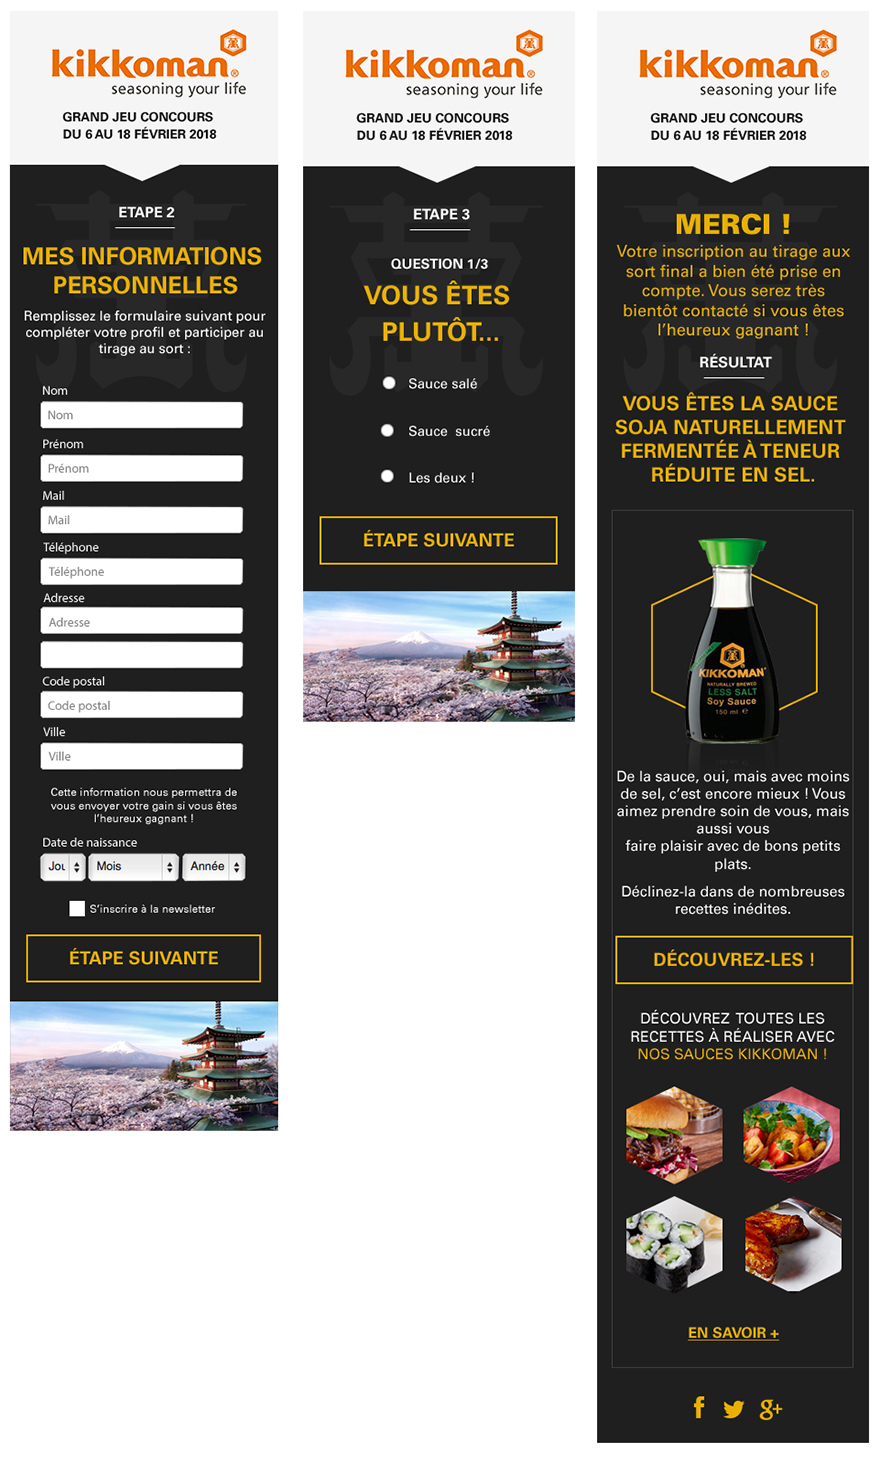 kikkoman®
seasoning your life
GRAND JEU CONCOURS
DU 6 AU 18 FÉVRIER 2018
ETAPE 2
MES INFORMATIONS
PERSONNELLES
Remplissez le formulaire suivant pour
compléter votre profil et participer au
tirage au sort :
Nom
Nom
Prénom
Prénom
Mail
Mail
Téléphone
Téléphone
Adresse
Adresse
Code postal
Code postal
Ville
Ville
Cette information nous permettra de
vous envoyer votre gain si vous êtes
l'heureux gagnant !
Date de naissance
Jou Mois Année
S'inscrire à la newsletter
ÉTAPE SUIVANTE
kikkoman®
seasoning your life
GRAND JEU CONCOURS
DU 6 AU 18 FÉVRIER 2018
ETAPE 3
QUESTION 1/3
VOUS ÊTES
PLUTÔT...
Sauce salé
Sauce sucré
Les deux !
ÉTAPE SUIVANTE
kikkoman®
seasoning your life
GRAND JEU CONCOURS
DU 6 AU 18 FÉVRIER 2018
MERCI !
Votre inscription au tirage aux
sort final a bien été prise en
compte. Vous serez très
bientôt contacté si vous êtes
l'heureux gagnant !
RÉSULTAT
VOUS ÊTES LA SAUCE
SOJA NATURELLEMENT
FERMENTÉE À TENEUR
RÉDUITE EN SEL.
KIKKOMAN
NATURALLY BREWED
LESS SALT
Soy Sauce
150 ml e
De la sauce, oui, mais avec moins
de sel, c'est encore mieux ! Vous
aimez prendre soin de vous, mais
aussi vous
faire plaisir avec de bons petits
plats.
Déclinez-la dans de nombreuses
recettes inédites.
DÉCOUVREZ-LES !
DÉCOUVREZ TOUTES LES
RECETTES À RÉALISER AVEC
NOS SAUCES KIKKOMAN !
EN SAVOIR +
f g+